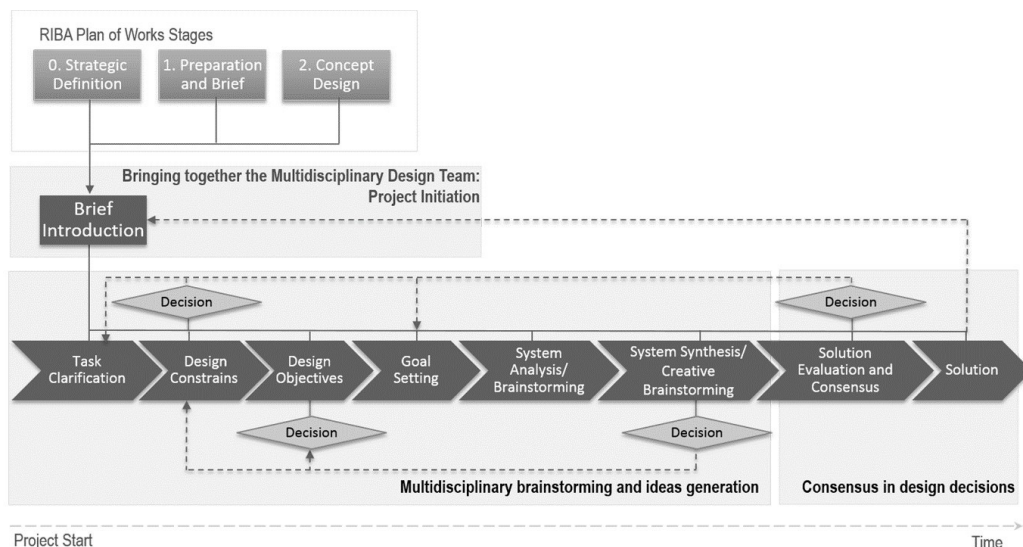 RIBA Plan of Works Stages
0. Strategic
Definition
1. Preparation
and Brief
2. Concept
Design
Bringing together the Multidisciplinary Design Team:
Project Initiation
Brief
Introduction
Decision
Decision
Task
Clarification
Design
Constrains
Design
Objectives
Goal
Setting
System
Analysis/
Brainstorming
System Synthesis/
Creative
Brainstorming
Solution
Evaluation and
Consensus
Solution
Decision
Decision
Multidisciplinary brainstorming and ideas generation
Consensus in design decisions
Project Start
Time